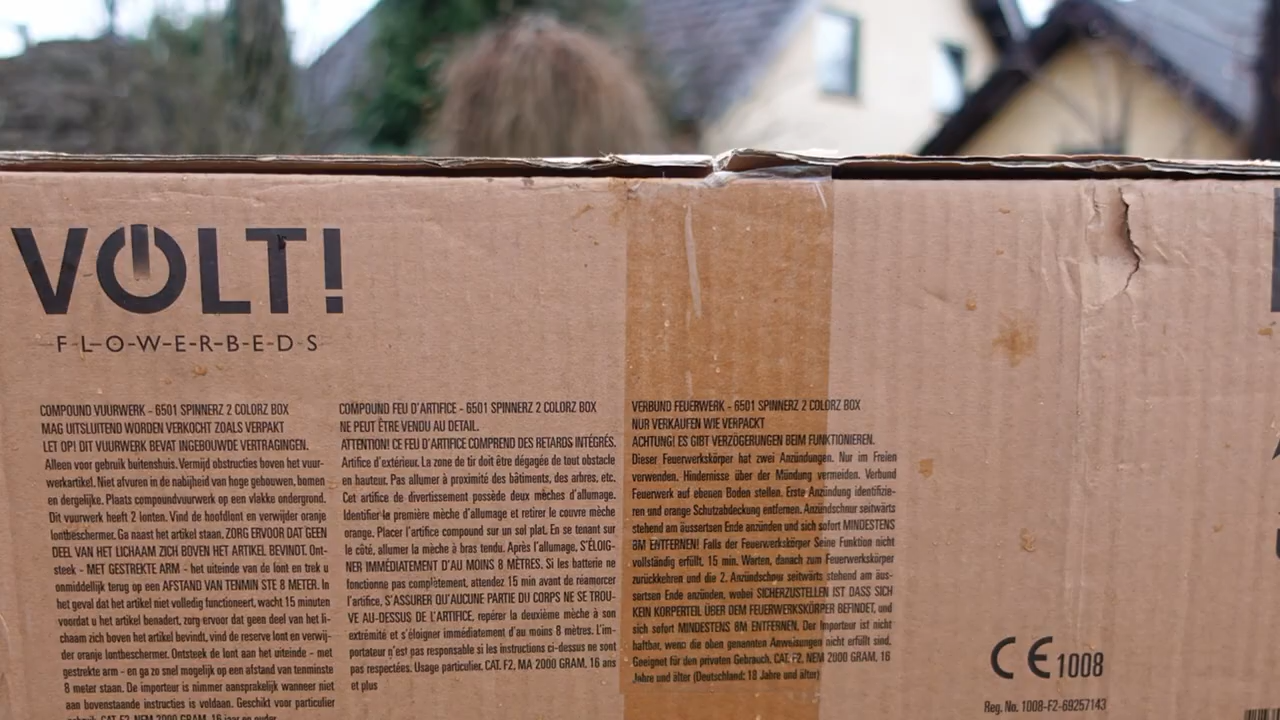 VOLT!
F-L-O-W-E-R-B-E-D-S
COMPOUND VUURWERK - 6501 SPINNERZ 2 COLORZ BOX
MAG UITSLUITEND WORDEN VERKOCHT ZOALS VERPAKT
LET OP! DIT VUURWERK BEVAT INGEBOUWDE VERTRAGINGEN.
Alleen voor gebruik buitenshuis. Vermijd obstructies boven het vuur-
werkartikel. Niet afvuren in de nabijheid van hoge gebouwen, bomen
en dergelijke. Plaats compoundvuurwerk op een vlakke ondergrond.
Dit vuurwerk heeft 2 lonten. Vind de hoofdlont en verwijder oranje
lontbeschermer. Ga naast het artikel staan. ZORG ERVOOR DAT GEEN
DEEL VAN HET LICHAAM ZICH BOVEN HET ARTIKEL BEVINDT. Ont-
steek - MET GESTREKTE ARM - het uiteinde van de lont en trek u
onmiddelijk terug op een AFSTAND VAN TENMIN STE 8 METER. In
het geval dat het artikel niet volledig functioneert, wacht 15 minuten
voordat u het artikel benadert, zorg ervoor dat geen deel van het li-
chaam zich boven het artikel bevindt, vind de reserve lont en verwij-
der oranje lontbeschermer. Ontsteek de lont aan het uiteinde - met
gestrekte arm - en ga zo snel mogelijk op een afstand van tenminste
8 meter staan. De importeur is nimmer aansprakelijk wanneer niet
aan bovenstaande instructies is voldaan. Geschikt voor particulier
gebruik. CAT. F2. NEM 2000 GRAM. 16 jaar en ouder
COMPOUND FEU D'ARTIFICE - 6501 SPINNERZ 2 COLORZ BOX
NE PEUT ÊTRE VENDU AU DETAIL.
ATTENTION! CE FEU D'ARTIFICE COMPREND DES RETARDS INTÉGRÉS.
Artifice d'extérieur. La zone de tir doit être dégagée de tout obstacle
en hauteur. Pas allumer à proximité des bâtiments, des arbres, etc.
Cet artifice de divertissement possède deux mèches d'allumage.
Identifier le première mèche d'allumage et retirer le couvre mèche
orange. Placer l'artifice compound sur un sol plat. En se tenant sur
le côté, allumer la mèche à bras tendu. Après l'allumage, S'ÉLOIG-
NER IMMÉDIATEMENT D'AU MOINS 8 MÈTRES. Si les batterie ne
fonctionne pas complètement, attendez 15 min avant de réamorcer
l'artifice, S'ASSURER QU'AUCUNE PARTIE DU CORPS NE SE TROU-
VE AU-DESSUS DE L'ARTIFICE, repérer la deuxième mèche à son
extrémité et s'éloigner immédiatement d'au moins 8 mètres. L'im-
portateur n'est pas responsable si les instructions ci-dessus ne sont
pas respectées. Usage particulier. CAT. F2, MA 2000 GRAM, 16 ans
et plus
VERBUND FEUERWERK - 6501 SPINNERZ 2 COLORZ BOX
NUR VERKAUFEN WIE VERPACKT
ACHTUNG! ES GIBT VERZÖGERUNGEN BEIM FUNKTIONIEREN.
Dieser Feuerwerkskörper hat zwei Anzündungen. Nur im Freien
verwenden. Hindernisse über der Mündung vermeiden. Verbund
Feuerwerk auf ebenen Boden stellen. Erste Anzündung identifizie-
ren und orange Schutzabdeckung entfernen. Anzündschnur seitwärts
stehend am äussertsen Ende anzünden und sich sofort MINDESTENS
8M ENTFERNEN! Falls der Feuerwerkskörper Seine Funktion nicht
vollständig erfüllt, 15 min. Warten, danach zum Feuerwerkskörper
zurückkehren und die 2. Anzündschnur seitwärts stehend am äus-
sertsen Ende anzünden, wobei SICHERZUSTELLEN IST DASS SICH
KEIN KORPERTEIL ÜBER DEM FEUERWERKSKÖRPER BEFINDET, und
sich sofort MINDESTENS 8M ENTFERNEN. Der Importeur ist nicht
haftbar, wenn die oben genannten Anweisungen nicht erfüllt sind.
Geeignet für den privaten Gebrauch. CAT. F2. NEM 2000 GRAM. 16
Jahre und älter (Deutschland: 18 Jahre und älter)
CE 1008
Reg. No. 1008-F2-69257143